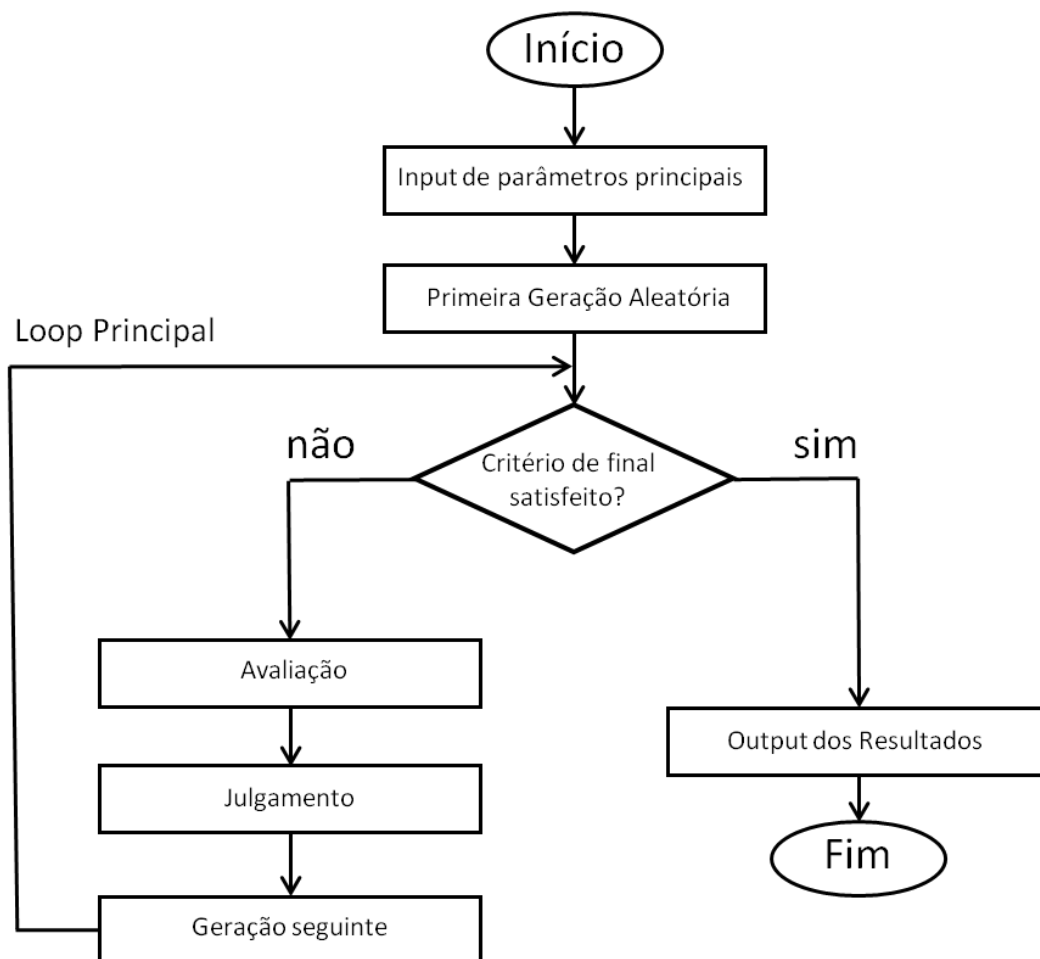 Início
Input de parâmetros principais
Primeira Geração Aleatória
Loop Principal
não
sim
Critério de final
satisfeito?
Avaliação
Julgamento
Geração seguinte
Output dos Resultados
Fim